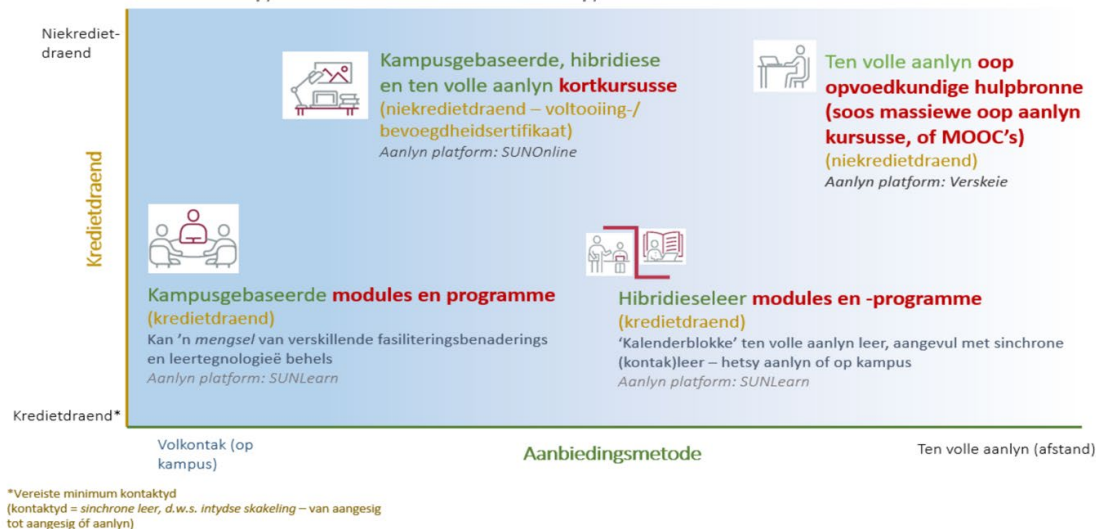 Niekrediet-
draend
Kampusgebaseerde, hibridiese
en ten volle aanlyn kortkursusse
(niekredietdraend – voltooiing-/
bevoegdheidsertifikaat)
Aanlyn platform: SUNOnline
Ten volle aanlyn oop
opvoedkundige hulpbronne
(soos massiewe oop aanlyn
kursusse, of MOOC’s)
(niekredietdraend)
Aanlyn platform: Verskeie
Kredietdraend
Kampusgebaseerde modules en programme
(kredietdraend)
Kan ’n mengsel van verskillende fasiliteringsbenaderings
en leertegnologieë behels
Aanlyn platform: SUNLearn
Hibridieseleer modules en -programme
(kredietdraend)
‘Kalenderblokke’ ten volle aanlyn leer, aangevul met sinchrone
(kontak)leer – hetsy aanlyn of op kampus
Aanlyn platform: SUNLearn
Kredietdraend*
Volkontak (op
kampus)
Aanbiedingsmetode
Ten volle aanlyn (afstand)
*Vereiste minimum kontaktyd
(kontaktyd = sinchrone leer, d.w.s. intydse skakeling – van aangesig
tot aangesig óf aanlyn)